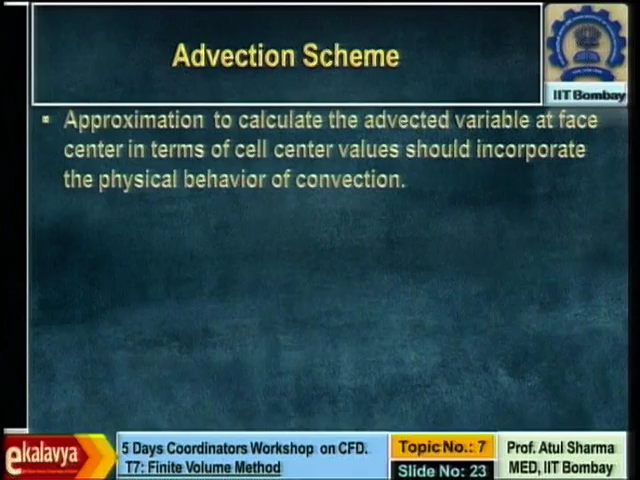 Advection Scheme
IIT Bombay
Approximation to calculate the advected variable at face
center in terms of cell center values should incorporate
the physical behavior of convection.
ekalavya
5 Days Coordinators Workshop on CFD.
T7: Finite Volume Method
Topic No.: 7
Slide No: 23
Prof. Atul Sharma
MED, IIT Bombay